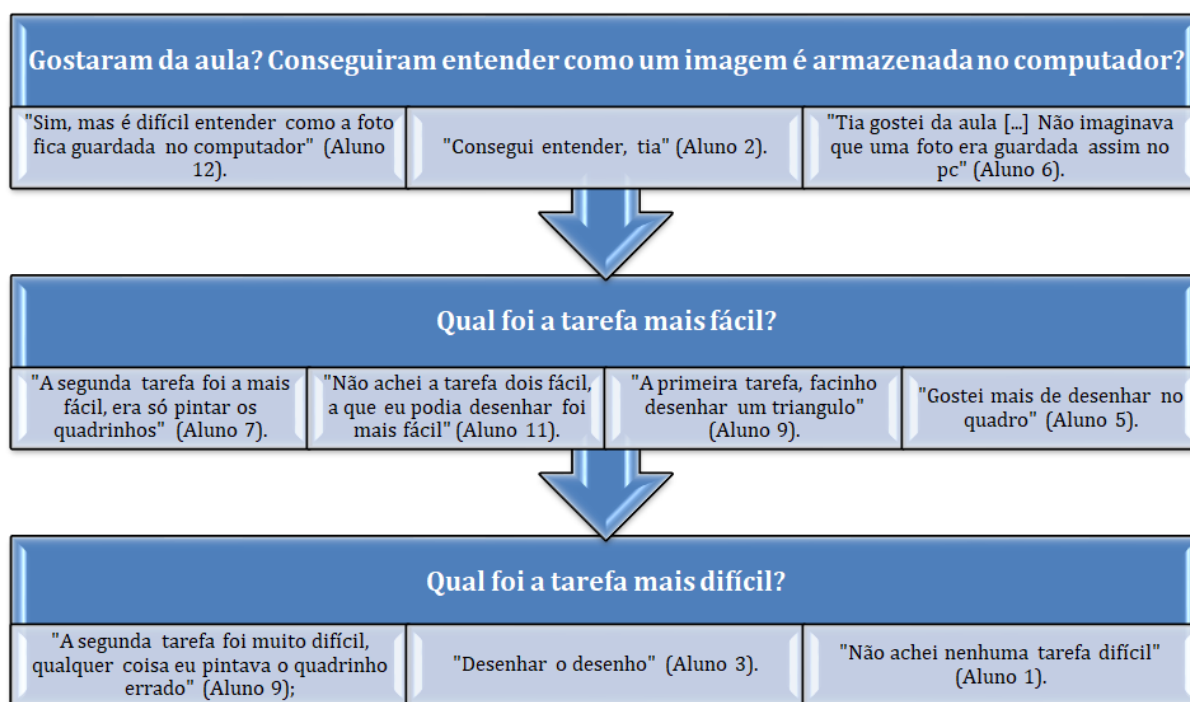 Gostaram da aula? Conseguiram entender como um imagem é armazenada no computador?
"Sim, mas é difícil entender como a foto
fica guardada no computador" (Aluno
12).
"Consegui entender, tia" (Aluno 2).
"Tia gostei da aula [...] Não imaginava
que uma foto era guardada assim no
pc" (Aluno 6).
Qual foi a tarefa mais fácil?
"A segunda tarefa foi a mais
fácil, era só pintar os
quadrinhos" (Aluno 7).
"Não achei a tarefa dois fácil,
a que eu podia desenhar foi
mais fácil" (Aluno 11).
"A primeira tarefa, facinho
desenhar um triangulo"
(Aluno 9).
"Gostei mais de desenhar no
quadro" (Aluno 5).
Qual foi a tarefa mais difícil?
"A segunda tarefa foi muito difícil,
qualquer coisa eu pintava o quadrinho
errado" (Aluno 9);
"Desenhar o desenho" (Aluno 3).
"Não achei nenhuma tarefa difícil"
(Aluno 1).